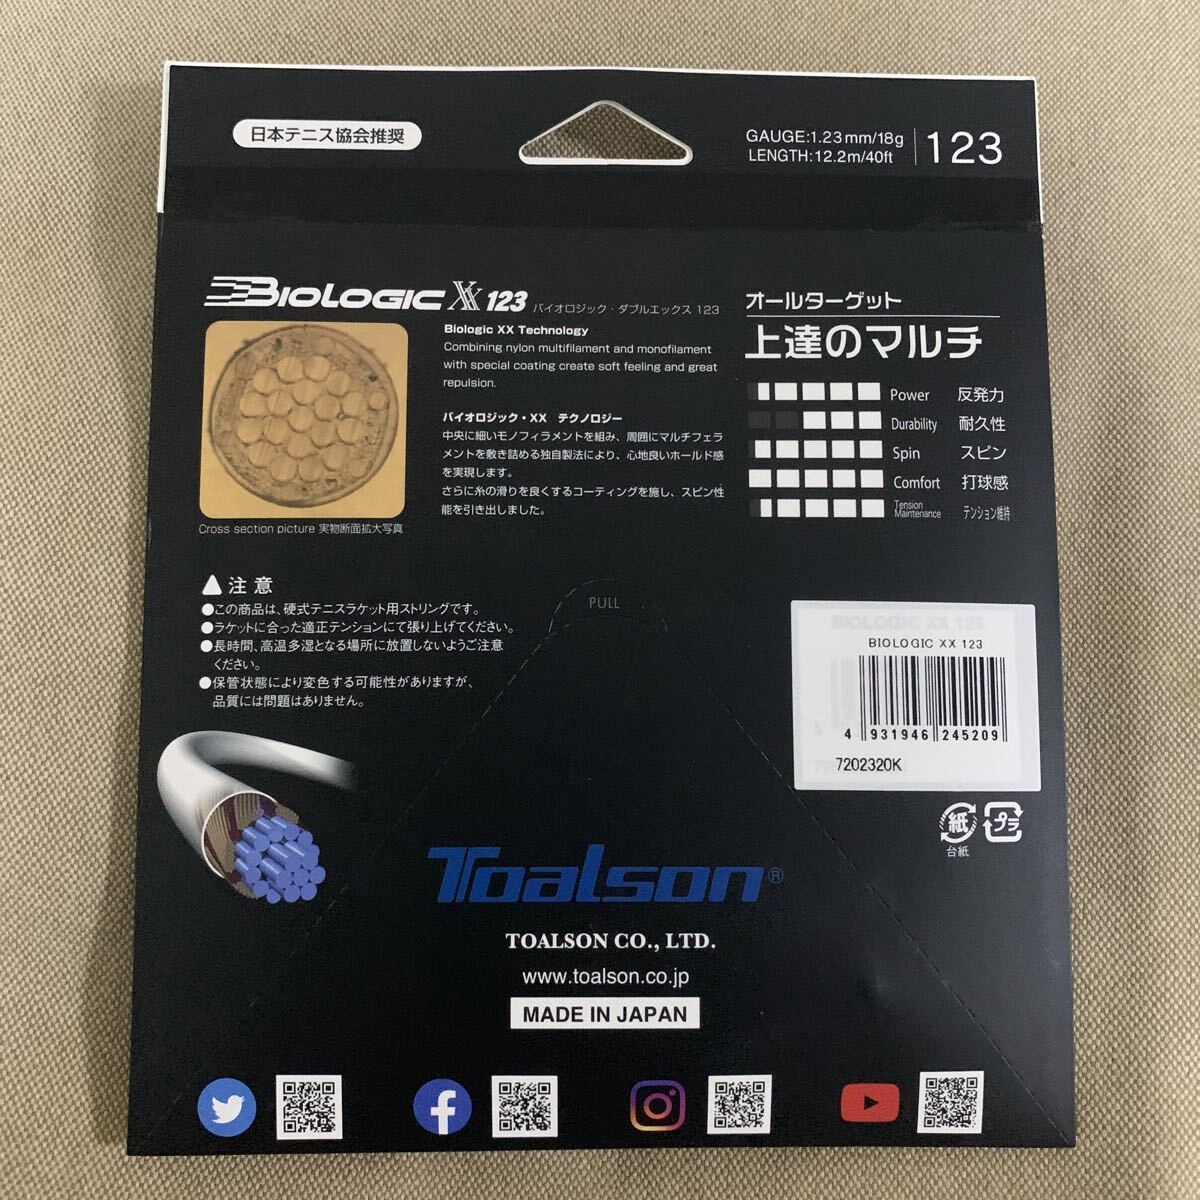 日本テニス協会推奨
GAUGE:1.23mm/18g
LENGTH:12.2m/40ft
123
BIOLOGIC XX 123
バイオロジック・ダブルエックス 123
Biologic XX Technology
Combining nylon multifilament and monofilament
with special coating create soft feeling and great
repulsion.
バイオロジック・XX テクノロジー
中央に細いモノフィラメントを組み、周囲にマルチフェラ
メントを敷き詰める独自製法により、心地良いホールド感
を実現します。
さらに糸の滑りを良くするコーティングを施し、スピン性
能を引き出しました。
Cross section picture 実物断面拡大写真
オールターゲット
上達のマルチ
Power 反発力
Durability 耐久性
Spin スピン
Comfort 打球感
Tension
Maintenance テンション維持
注意
●この商品は、硬式テニスラケット用ストリングです。
●ラケットに合った適正テンションにて張り上げてください。
●長時間、高温多湿となる場所に放置しないようご注意
ください。
●保管状態により変色する可能性がありますが、
品質には問題はありません。
PULL
BIOLOGIC XX 123
4 931946 245209
7202320K
紙
台紙
プラ
Toalson®
TOALSON CO., LTD.
www.toalson.co.jp
MADE IN JAPAN